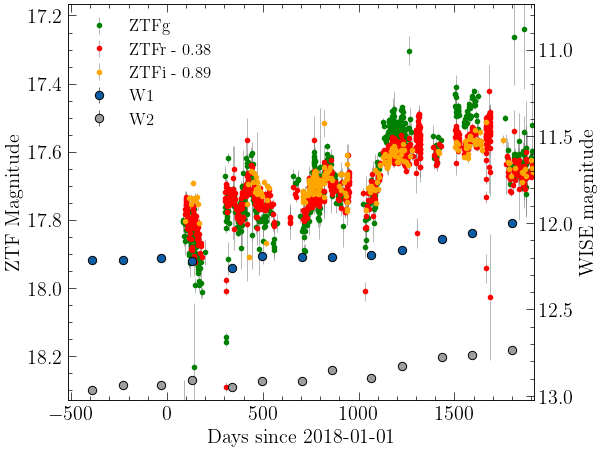 ZTFg
ZTFr - 0.38
ZTFi - 0.89
W1
W2
17.2
17.4
17.6
17.8
18.0
18.2
ZTF Magnitude
11.0
11.5
12.0
12.5
13.0
WISE magnitude
−500
0
500
1000
1500
Days since 2018-01-01